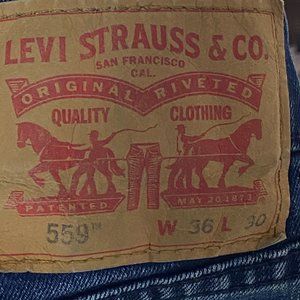 LEVI STRAUSS & CO.
SAN FRANCISCO
CAL.
ORIGINAL RIVETED
QUALITY CLOTHING
PATENTED MAY 20 1873
559™ W 36 L 30